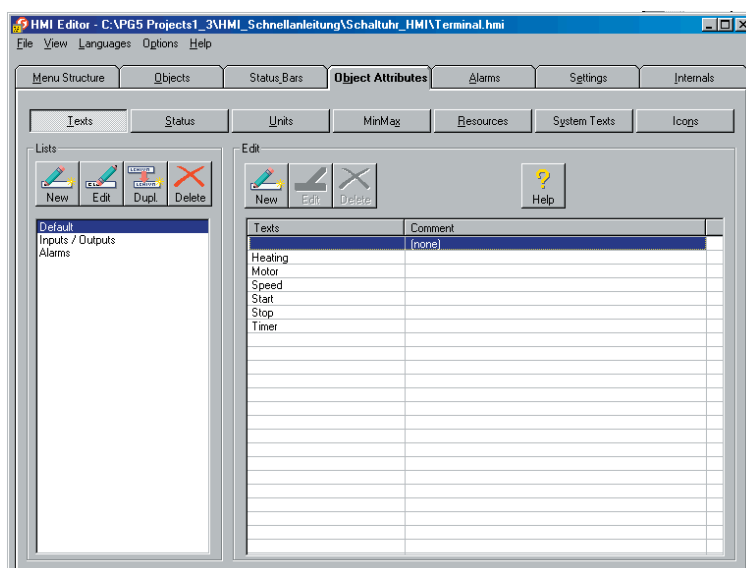 HMI Editor - C:\PG5 Projects1_3\HMI_Schnellanleitung\Schaltuhr_HMI\Terminal.hmi
File View Languages Options Help
Menu Structure Objects Status Bars Object Attributes Alarms Settings Internals
Texts Status Units MinMax Resources System Texts Icons
Lists Edit
New Edit Dupl. Delete New Edit Delete Help
Default
Inputs / Outputs
Alarms
Texts Comment
(none)
Heating
Motor
Speed
Start
Stop
Timer